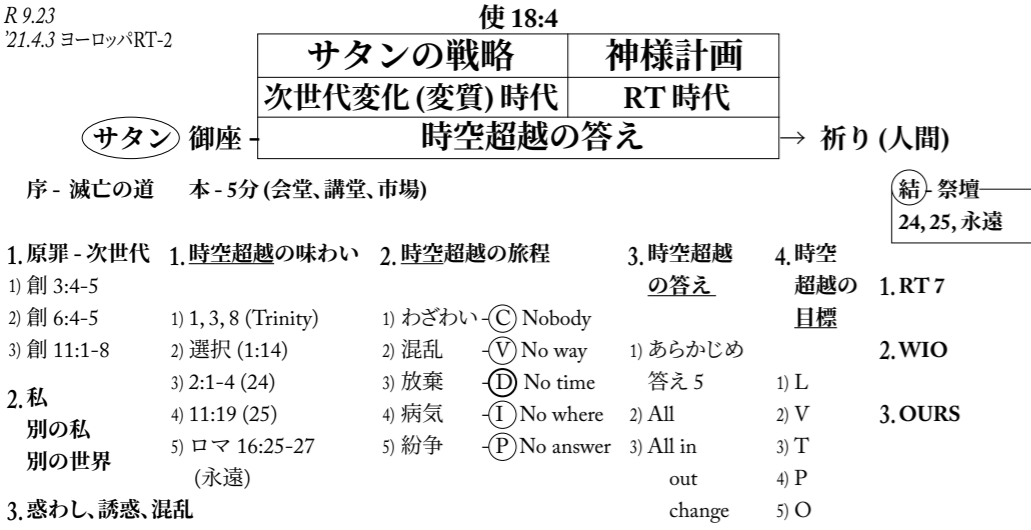 R 9.23
'21.4.3 ヨーロッパRT-2
使 18:4
サタンの戦略 神様計画
次世代変化 (変質) 時代 RT 時代
サタン 御座 - 時空超越の答え → 祈り (人間)
序 - 滅亡の道 本 - 5分 (会堂、講堂、市場)
結 - 祭壇
24, 25, 永遠
1. 原罪 - 次世代
1) 創 3:4-5
2) 創 6:4-5
3) 創 11:1-8
2. 私
別の私
別の世界
3. 惑わし、誘惑、混乱
1. 時空超越の味わい
1) 1, 3, 8 (Trinity)
2) 選択 (1:14)
3) 2:1-4 (24)
4) 11:19 (25)
5) ロマ 16:25-27
(永遠)
2. 時空超越の旅程
1) わざわい - C Nobody
2) 混乱 - V No way
3) 放棄 - D No time
4) 病気 - I No where
5) 紛争 - P No answer
3. 時空超越
の答え
1) あらかじめ
答え 5
2) All
3) All in
out
change
4. 時空
超越の
目標
1) L
2) V
3) T
4) P
5) O
1. RT 7
2. WIO
3. OURS